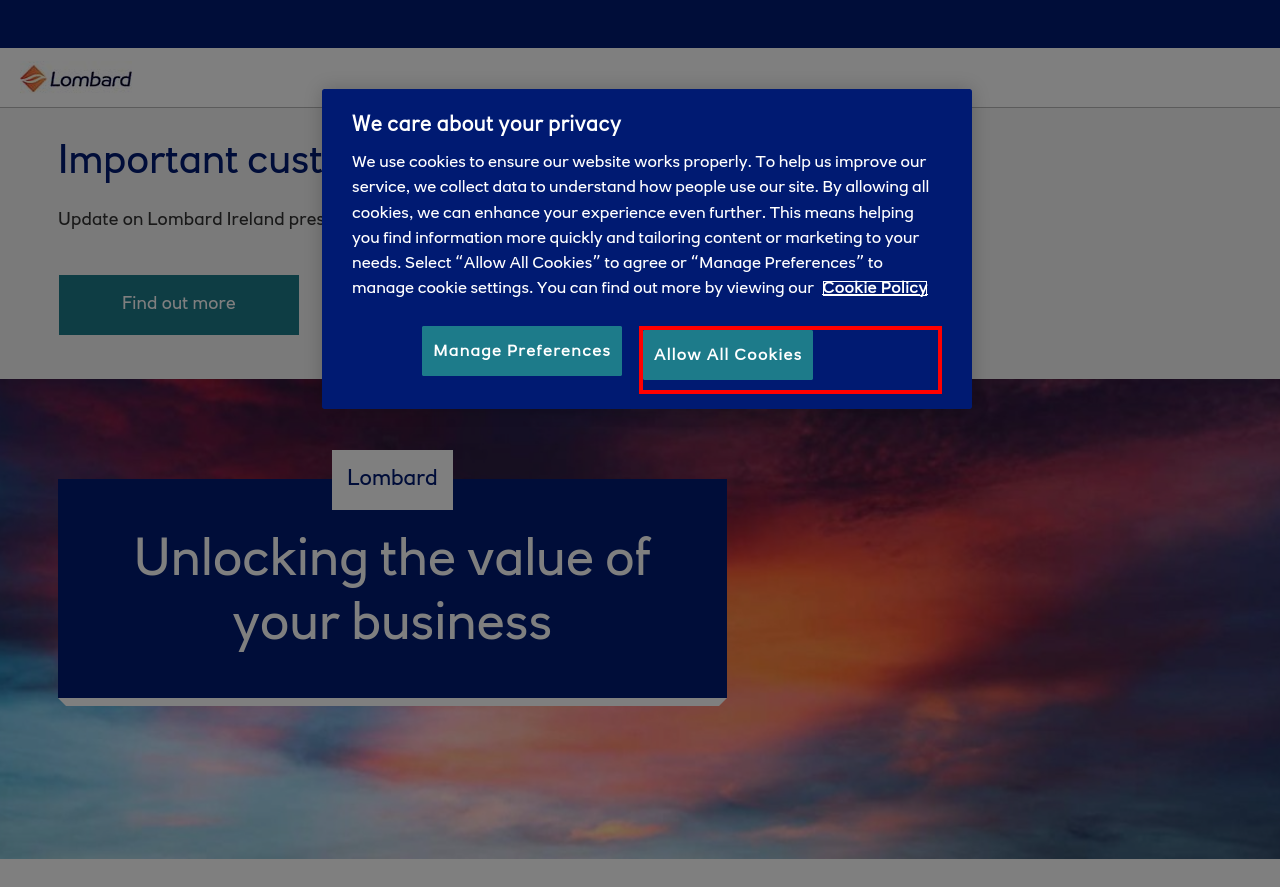 Lombard
Important cust
Update on Lombard Ireland pres
Find out more
We care about your privacy
We use cookies to ensure our website works properly. To help us improve our
service, we collect data to understand how people use our site. By allowing all
cookies, we can enhance your experience even further. This means helping
you find information more quickly and tailoring content or marketing to your
needs. Select “Allow All Cookies” to agree or “Manage Preferences” to
manage cookie settings. You can find out more by viewing our Cookie Policy
Manage Preferences
Allow All Cookies
Lombard
Unlocking the value of
your business